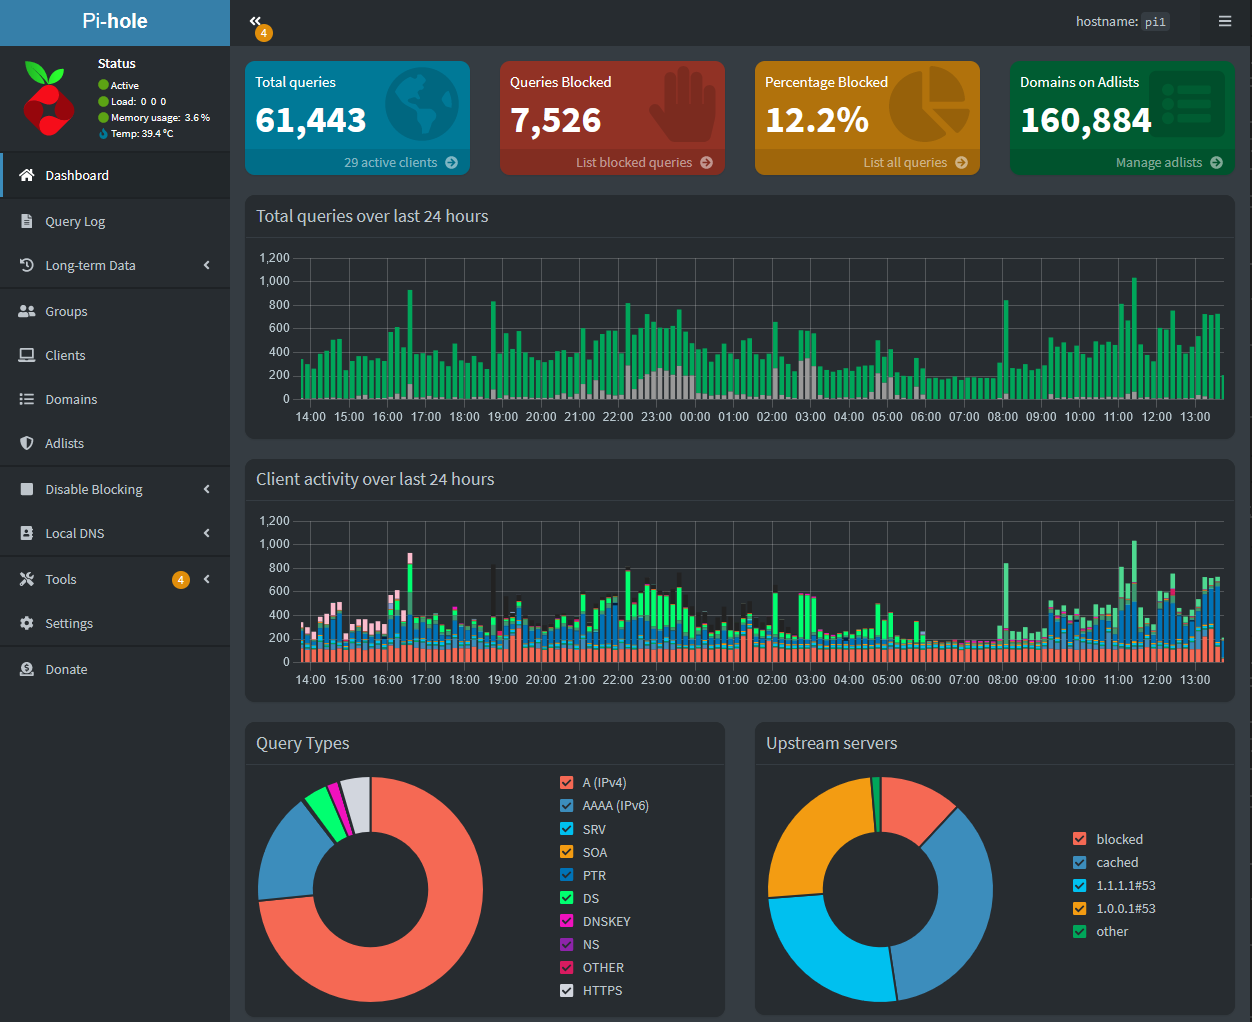 Pi-hole
4
hostname: pi1
Status
Active
Load: 0 0 0
Memory usage: 3.6 %
Temp: 39.4 °C
Dashboard
Query Log
Long-term Data
Groups
Clients
Domains
Adlists
Disable Blocking
Local DNS
Tools 4
Settings
Donate
Total queries
61,443
29 active clients
Queries Blocked
7,526
List blocked queries
Percentage Blocked
12.2%
List all queries
Domains on Adlists
160,884
Manage adlists
Total queries over last 24 hours
1,200
1,000
800
600
400
200
0
14:00 15:00 16:00 17:00 18:00 19:00 20:00 21:00 22:00 23:00 00:00 01:00 02:00 03:00 04:00 05:00 06:00 07:00 08:00 09:00 10:00 11:00 12:00 13:00
Client activity over last 24 hours
1,200
1,000
800
600
400
200
0
14:00 15:00 16:00 17:00 18:00 19:00 20:00 21:00 22:00 23:00 00:00 01:00 02:00 03:00 04:00 05:00 06:00 07:00 08:00 09:00 10:00 11:00 12:00 13:00
Query Types
A (IPv4)
AAAA (IPv6)
SRV
SOA
PTR
DS
DNSKEY
NS
OTHER
HTTPS
Upstream servers
blocked
cached
1.1.1.1#53
1.0.0.1#53
other